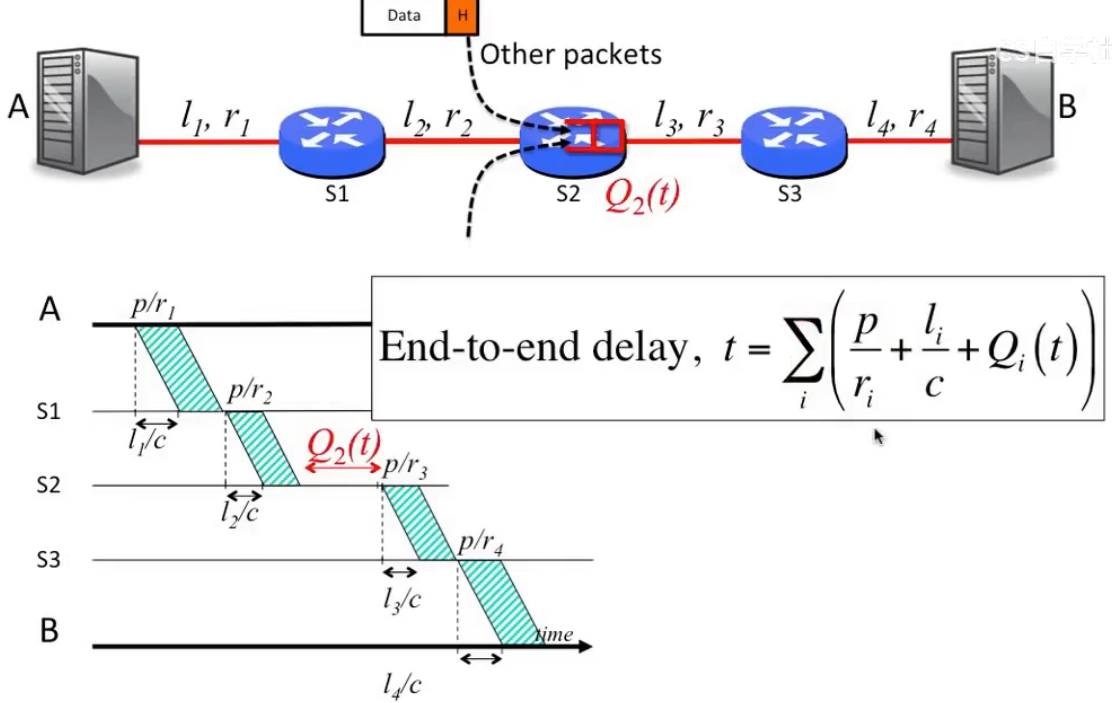 Data H
Other packets
A
l₁, r₁
l₂, r₂
l₃, r₃
l₄, r₄
B
S1
S2
Q₂(t)
S3
A
p/r₁
End-to-end delay, t = ∑ᵢ (p/rᵢ + lᵢ/c + Qᵢ(t))
p/r₂
S1
l₁/c
Q₂(t)
p/r₃
S2
l₂/c
p/r₄
S3
l₃/c
B
time
l₄/c